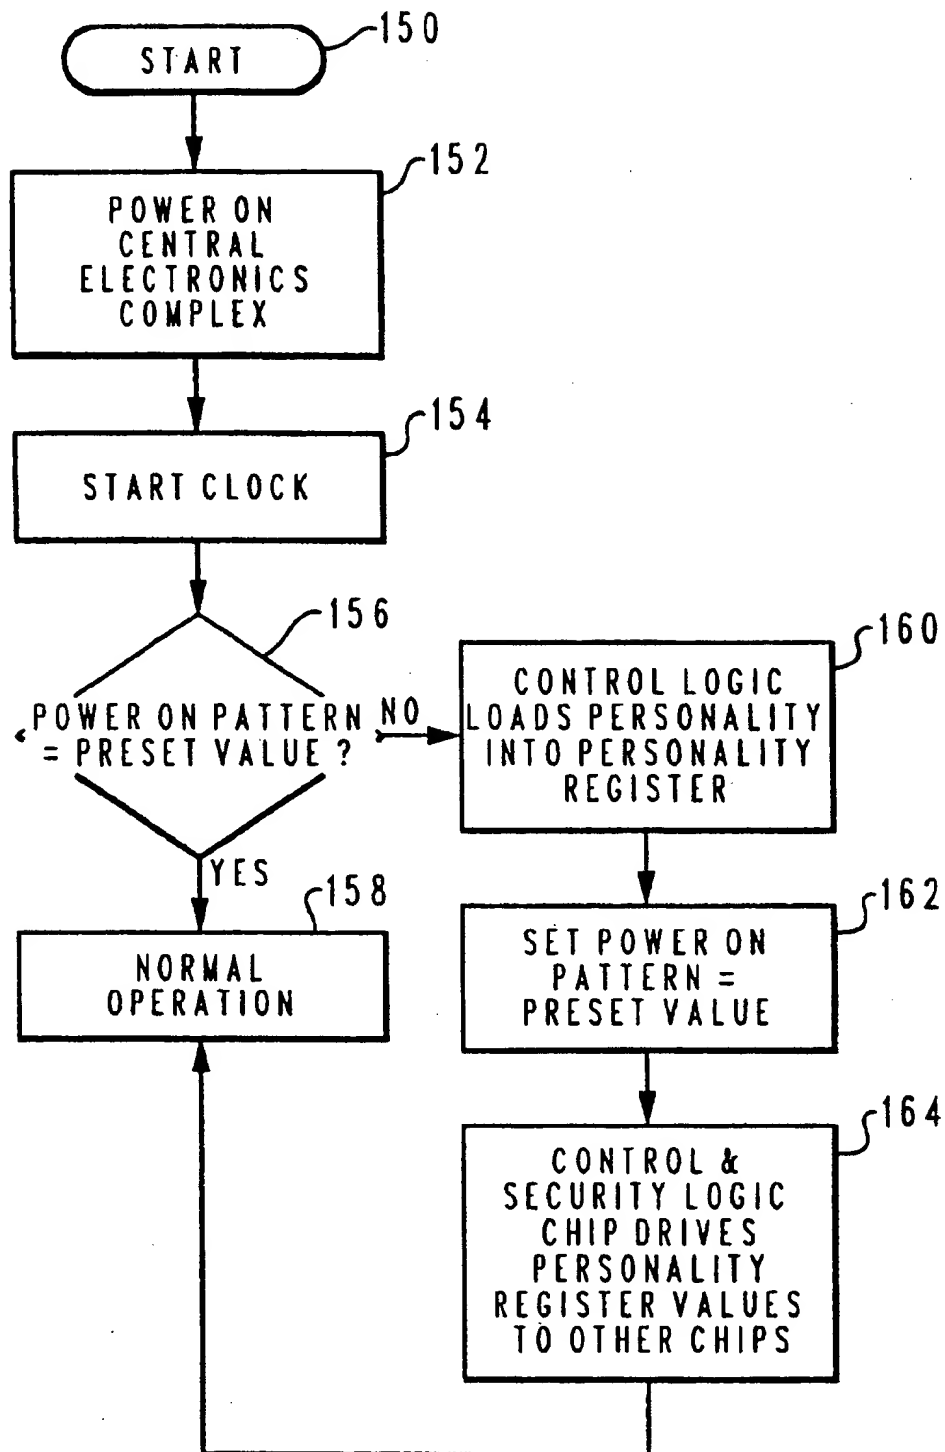 150
START
152
POWER ON
CENTRAL
ELECTRONICS
COMPLEX
154
START CLOCK
156
POWER ON PATTERN
= PRESET VALUE ?
NO
YES
158
NORMAL
OPERATION
160
CONTROL LOGIC
LOADS PERSONALITY
INTO PERSONALITY
REGISTER
162
SET POWER ON
PATTERN =
PRESET VALUE
164
CONTROL &
SECURITY LOGIC
CHIP DRIVES
PERSONALITY
REGISTER VALUES
TO OTHER CHIPS